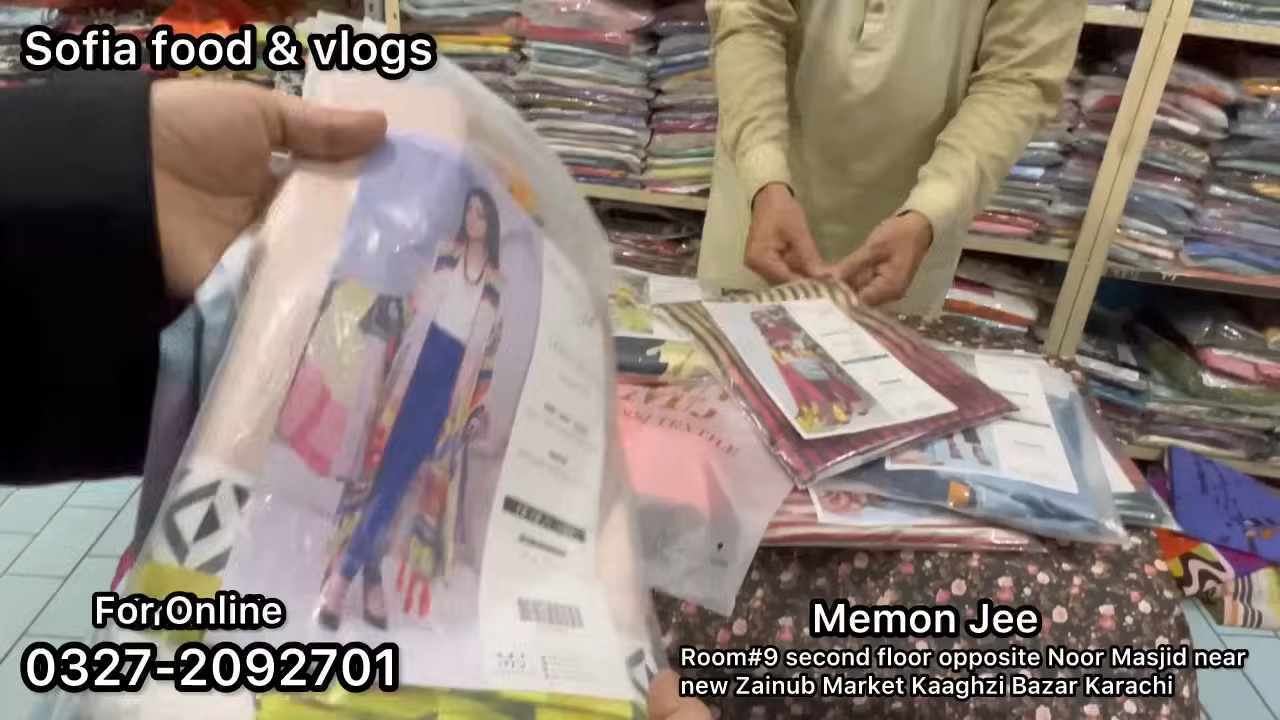 Sofia food & vlogs
For Online
0327-2092701
Memon Jee
Room#9 second floor opposite Noor Masjid near
new Zainub Market Kaaghzi Bazar Karachi